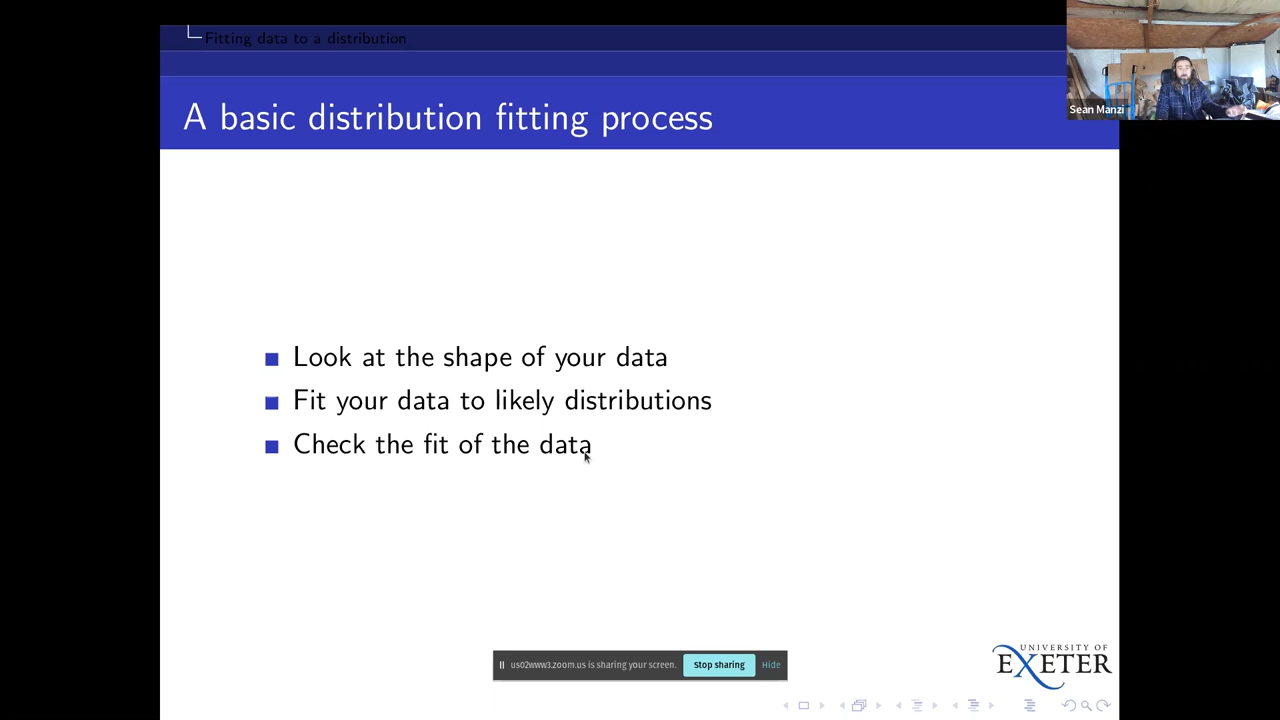 Fitting data to a distribution
A basic distribution fitting process
Sean Manzi
Look at the shape of your data
Fit your data to likely distributions
Check the fit of the data
us02www3.zoom.us is sharing your screen.
Stop sharing
Hide
UNIVERSITY OF
EXETER